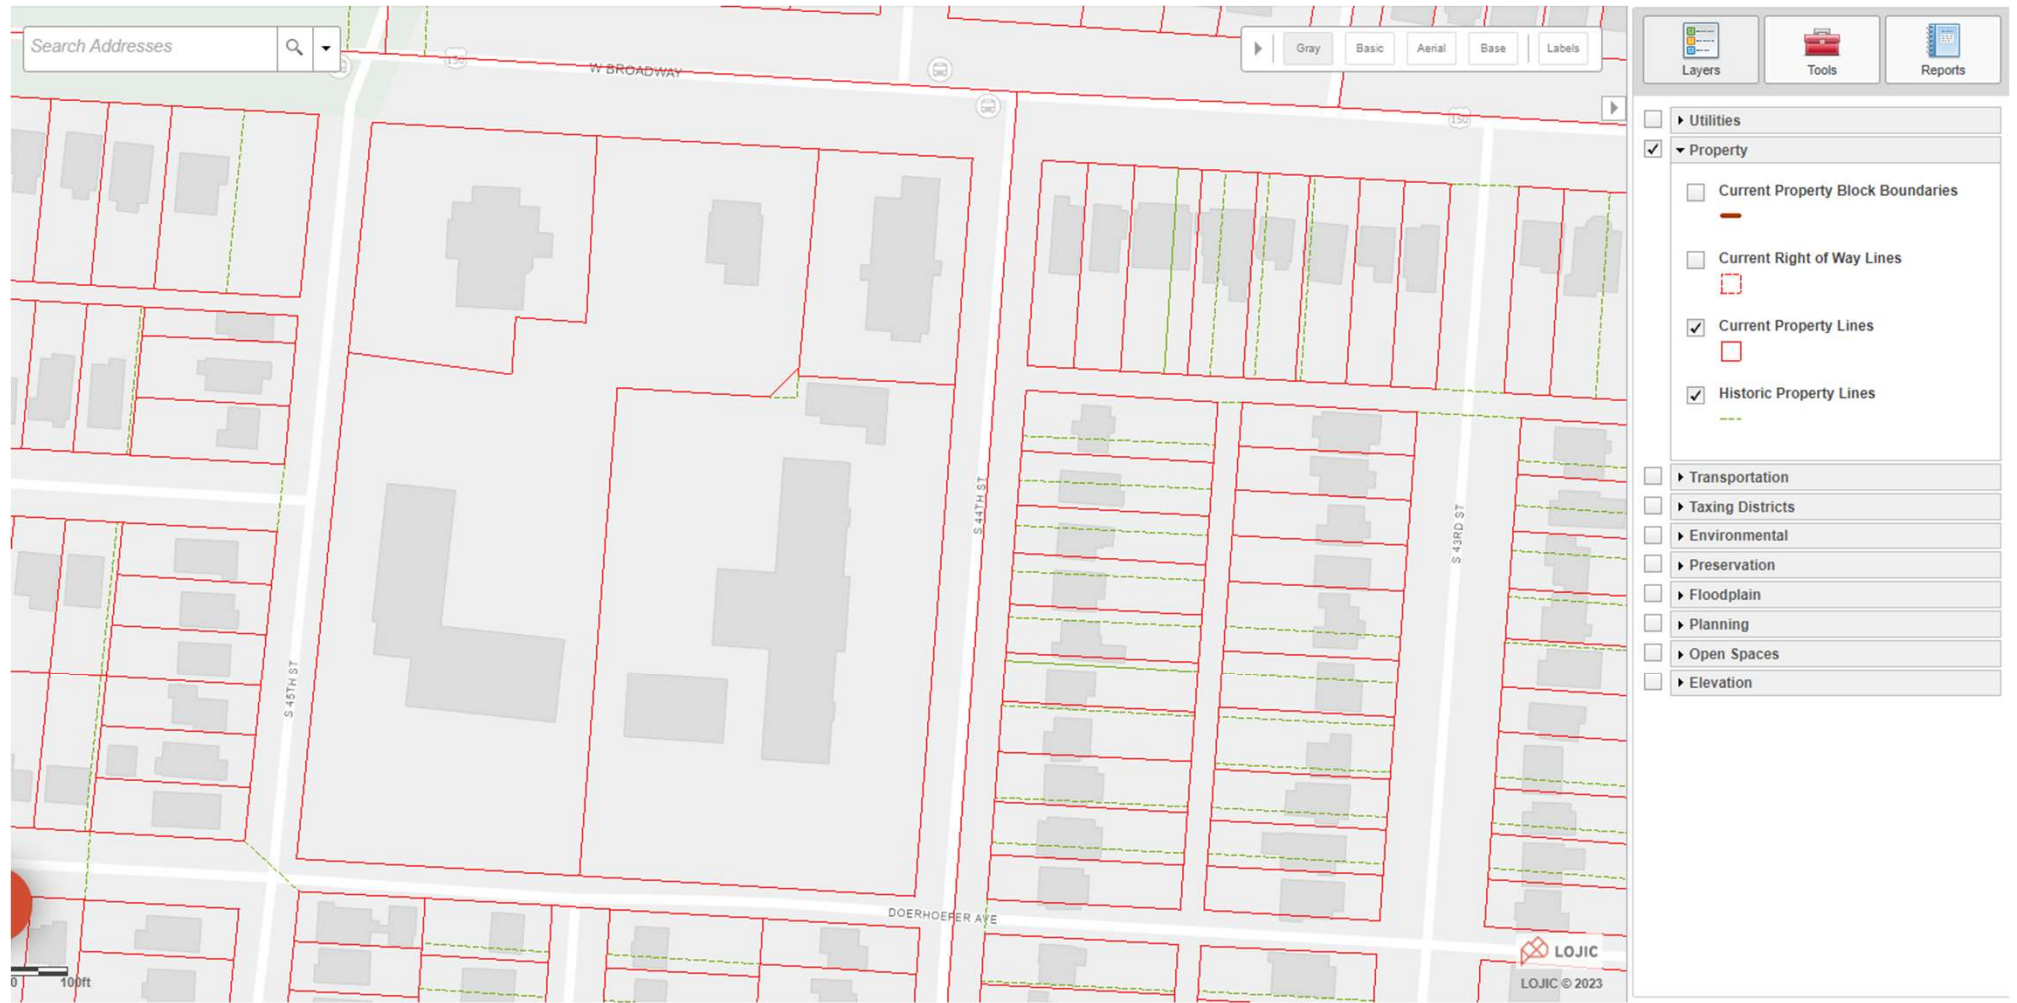 Search Addresses
150
W BROADWAY
Gray
Basic
Aerial
Base
Labels
150
S 44TH ST
S 43RD ST
S 45TH ST
DOERHOEFER AVE
0
100ft
LOJIC
LOJIC © 2023
Layers
Tools
Reports
Utilities
Property
Current Property Block Boundaries
Current Right of Way Lines
Current Property Lines
Historic Property Lines
Transportation
Taxing Districts
Environmental
Preservation
Floodplain
Planning
Open Spaces
Elevation